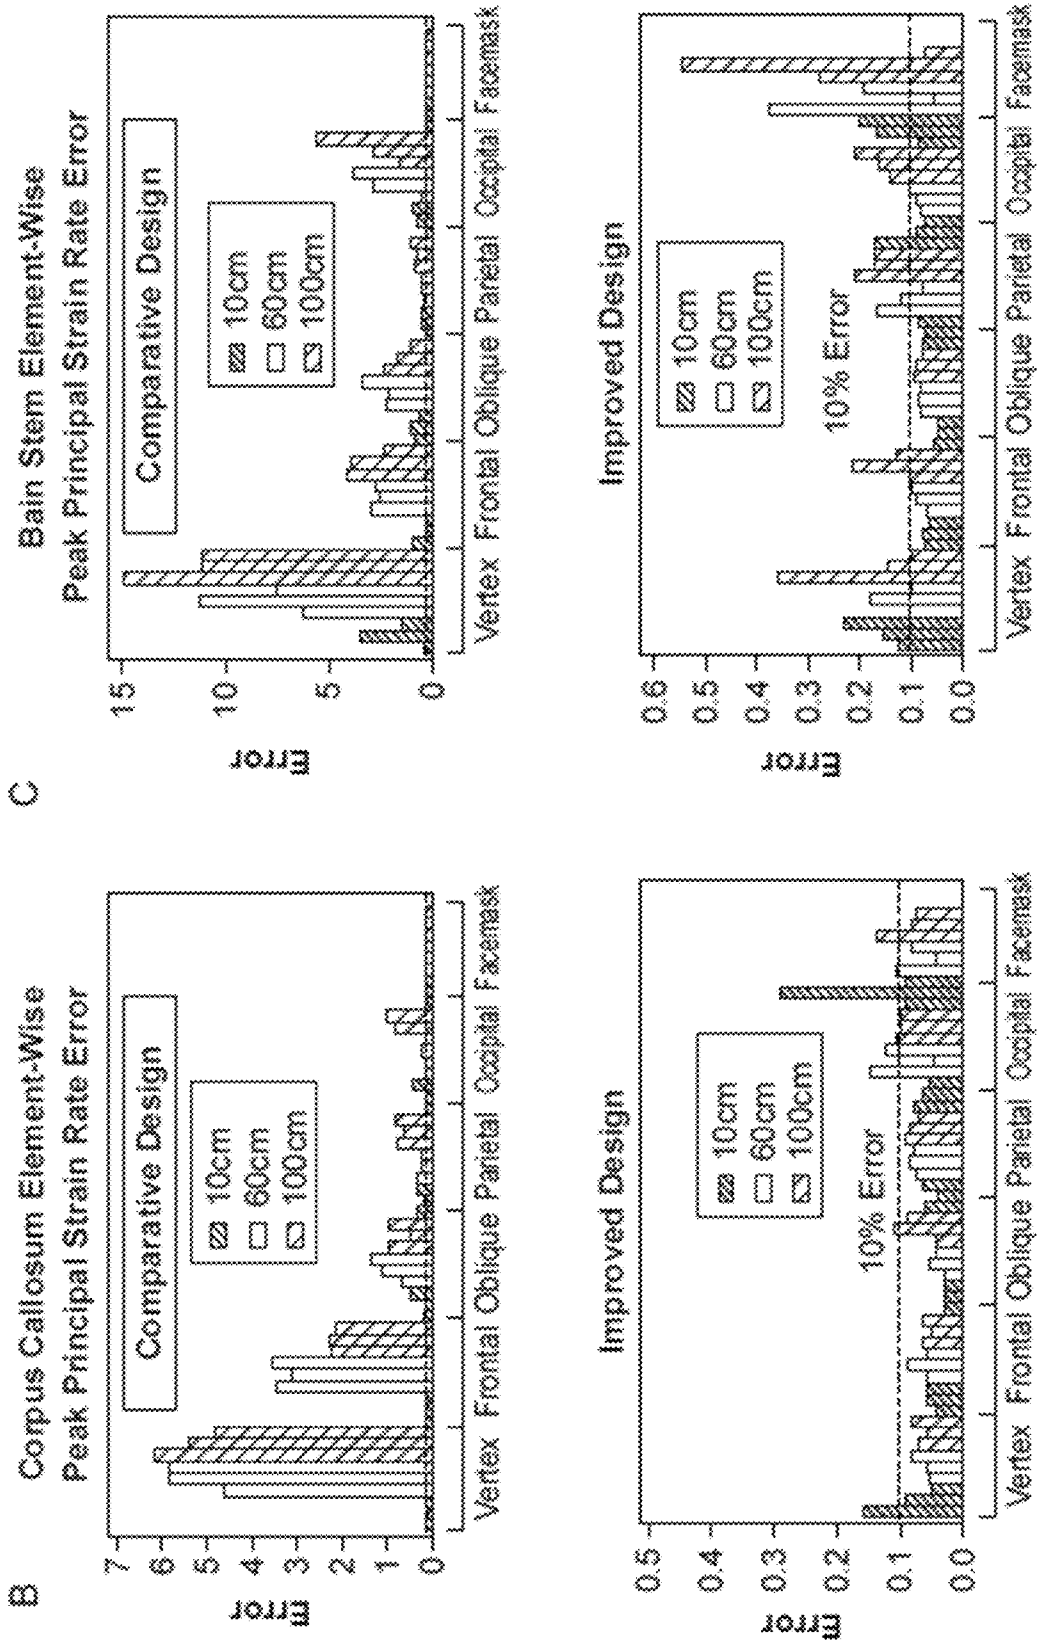 B
Corpus Callosum Element-Wise
Peak Principal Strain Rate Error
Comparative Design
10cm
60cm
100cm
Error
7
6
5
4
3
2
1
0
Vertex Frontal Oblique Parietal Occipital Facemask
Improved Design
10cm
60cm
100cm
10% Error
Error
0.5
0.4
0.3
0.2
0.1
0.0
Vertex Frontal Oblique Parietal Occipital Facemask
C
Bain Stem Element-Wise
Peak Principal Strain Rate Error
Comparative Design
10cm
60cm
100cm
Error
15
10
5
0
Vertex Frontal Oblique Parietal Occipital Facemask
Improved Design
10cm
60cm
100cm
10% Error
Error
0.6
0.5
0.4
0.3
0.2
0.1
0.0
Vertex Frontal Oblique Parietal Occipital Facemask